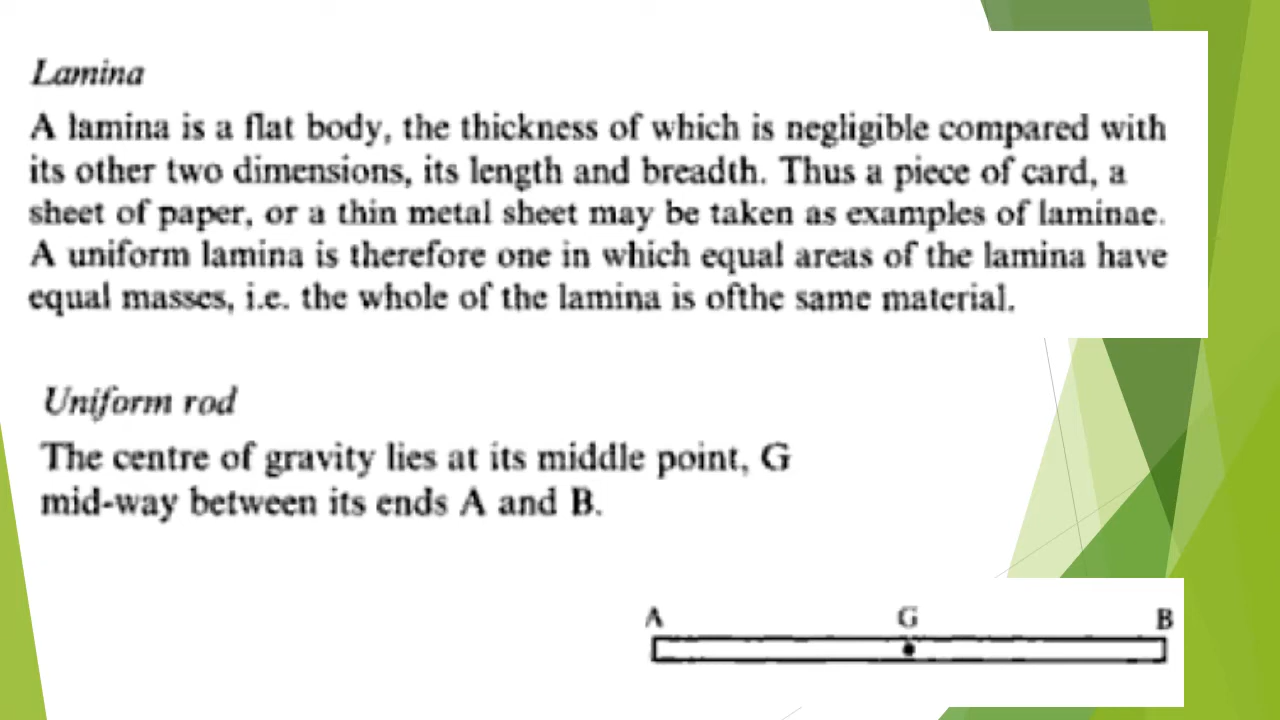 Lamina
A lamina is a flat body, the thickness of which is negligible compared with
its other two dimensions, its length and breadth. Thus a piece of card, a
sheet of paper, or a thin metal sheet may be taken as examples of laminae.
A uniform lamina is therefore one in which equal areas of the lamina have
equal masses, i.e. the whole of the lamina is ofthe same material.
Uniform rod
The centre of gravity lies at its middle point, G
mid-way between its ends A and B.
A G B